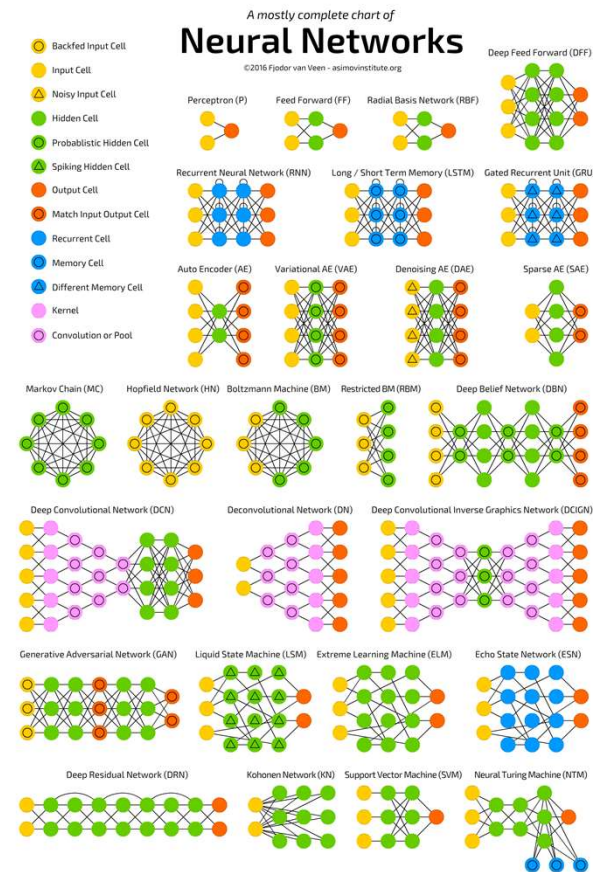 A mostly complete chart of
Neural Networks
©2016 Fjodor van Veen - asimovinstitute.org
Backfed Input Cell
Input Cell
Noisy Input Cell
Hidden Cell
Probablistic Hidden Cell
Spiking Hidden Cell
Output Cell
Match Input Output Cell
Recurrent Cell
Memory Cell
Different Memory Cell
Kernel
Convolution or Pool
Deep Feed Forward (DFF)
Perceptron (P)
Feed Forward (FF)
Radial Basis Network (RBF)
Recurrent Neural Network (RNN)
Long / Short Term Memory (LSTM)
Gated Recurrent Unit (GRU
Auto Encoder (AE)
Variational AE (VAE)
Denoising AE (DAE)
Sparse AE (SAE)
Markov Chain (MC)
Hopfield Network (HN)
Boltzmann Machine (BM)
Restricted BM (RBM)
Deep Belief Network (DBN)
Deep Convolutional Network (DCN)
Deconvolutional Network (DN)
Deep Convolutional Inverse Graphics Network (DCIGN)
Generative Adversarial Network (GAN)
Liquid State Machine (LSM)
Extreme Learning Machine (ELM)
Echo State Network (ESN)
Deep Residual Network (DRN)
Kohonen Network (KN)
Support Vector Machine (SVM)
Neural Turing Machine (NTM)